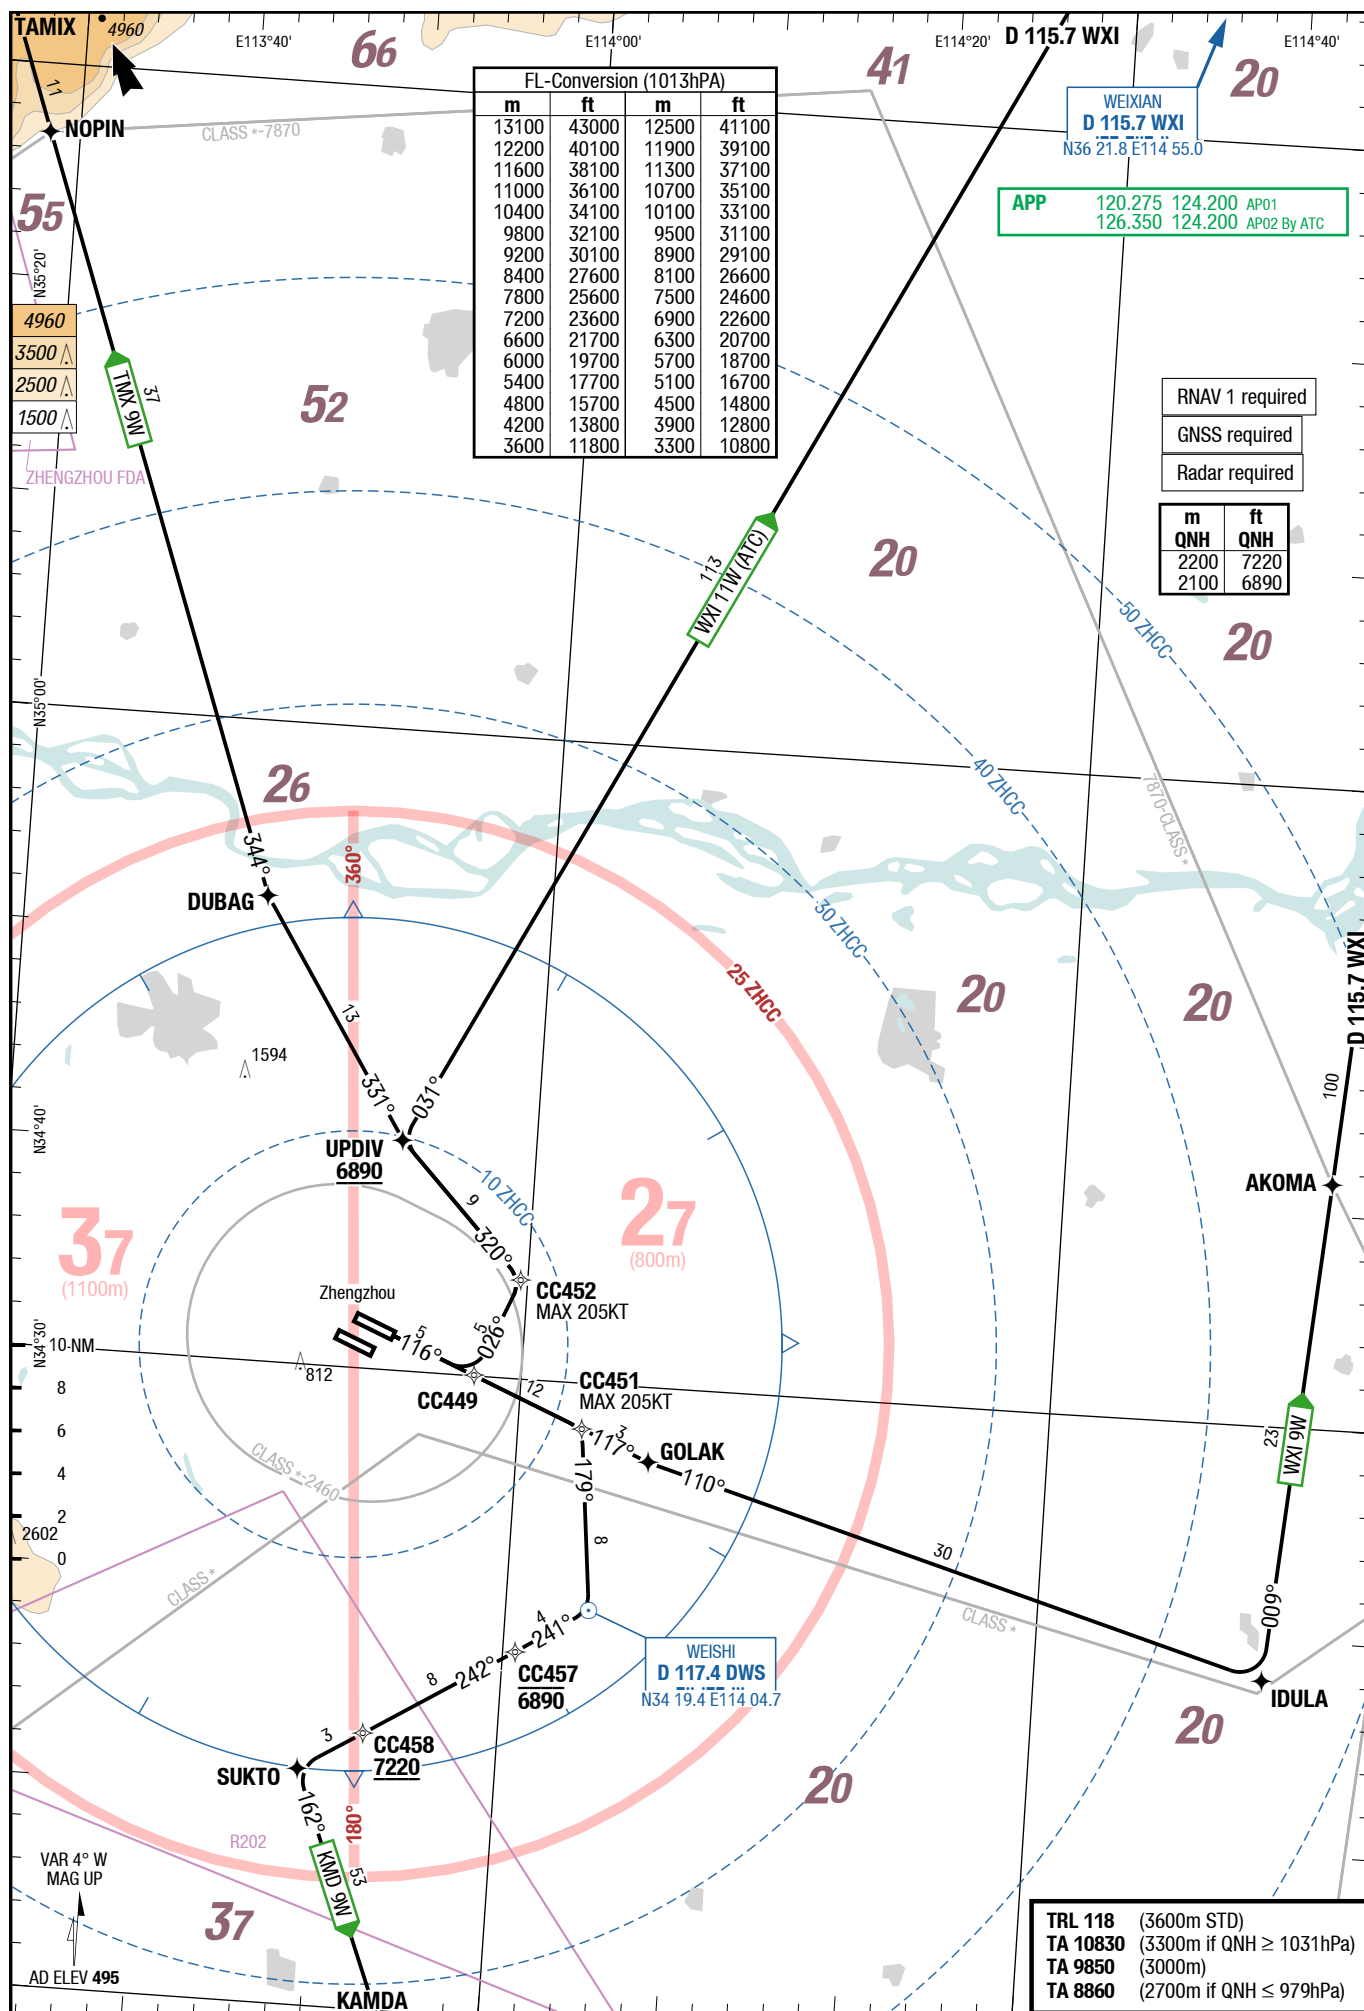 TAMIX
4960
E113°40'
66
E114°00'
41
E114°20'
D 115.7 WXI
20
E114°40'
11
NOPIN
CLASS *-7870
FL-Conversion (1013hPA)
m ft m ft
13100 43000 12500 41100
12200 40100 11900 39100
11600 38100 11300 37100
11000 36100 10700 35100
10400 34100 10100 33100
9800 32100 9500 31100
9200 30100 8900 29100
8400 27600 8100 26600
7800 25600 7500 24600
7200 23600 6900 22600
6600 21700 6300 20700
6000 19700 5700 18700
5400 17700 5100 16700
4800 15700 4500 14800
4200 13800 3900 12800
3600 11800 3300 10800
WEIXIAN
D 115.7 WXI
N36 21.8 E114 55.0
APP 120.275 124.200 AP01
126.350 124.200 AP02 By ATC
55
N35°20'
4960
3500
2500
1500
TMX 9W
37
52
ZHENGZHOU FDA
RNAV 1 required
GNSS required
Radar required
m ft
QNH QNH
2200 7220
2100 6890
113
WXI 11W (ATC)
20
50 ZHCC
20
N35°00'
26
40 ZHCC
7870-CLASS *
344°
360°
DUBAG
30 ZHCC
25 ZHCC
20
20
D 115.7 WXI
13
1594
331°
031°
100
N34°40'
UPDIV
6890
10 ZHCC
9
320°
27
(800m)
AKOMA
37
(1100m)
Zhengzhou
CC452
MAX 205KT
5
026°
5
116°
N34°30'
10 NM
8
6
4
2
0
812
CC449
12
CC451
MAX 205KT
3
117°
GOLAK
110°
179°
CLASS *-2460
23
WXI 9W
2602
8
30
CLASS *
CLASS *
009°
4
241°
WEISHI
D 117.4 DWS
N34 19.4 E114 04.7
CC457
6890
242°
8
IDULA
20
3
CC458
7220
SUKTO
20
162°
180°
R202
KMD 9W
53
VAR 4° W
MAG UP
37
AD ELEV 495
KAMDA
TRL 118 (3600m STD)
TA 10830 (3300m if QNH ≥ 1031hPa)
TA 9850 (3000m)
TA 8860 (2700m if QNH ≤ 979hPa)